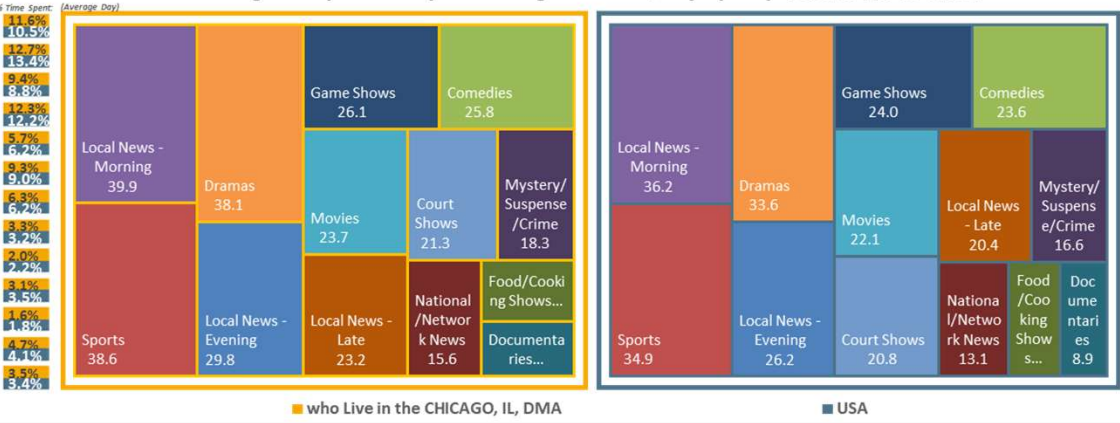 % Time Spent: (Average Day)
11.6%
10.5%
12.7%
13.4%
9.4%
8.8%
12.3%
12.2%
5.7%
6.2%
9.3%
9.0%
6.3%
6.2%
3.3%
3.2%
2.0%
2.2%
3.1%
3.5%
1.6%
1.8%
4.7%
4.1%
3.5%
3.4%
Local News -
Morning
39.9
Sports
38.6
Dramas
38.1
Local News -
Evening
29.8
Game Shows
26.1
Comedies
25.8
Movies
23.7
Court
Shows
21.3
Mystery/
Suspense
/Crime
18.3
Local News -
Late
23.2
National
/Networ
k News
15.6
Food/Cooki
ng Shows...
Documenta
ries...
Local News -
Morning
36.2
Sports
34.9
Dramas
33.6
Local News -
Evening
26.2
Game Shows
24.0
Comedies
23.6
Movies
22.1
Local News
- Late
20.4
Mystery/
Suspens
e/Crime
16.6
Court Shows
20.8
Nationa
l/Netwo
rk News
13.1
Food
/Coo
king
Show
s...
Doc
ume
ntari
es
8.9
who Live in the CHICAGO, IL, DMA
USA